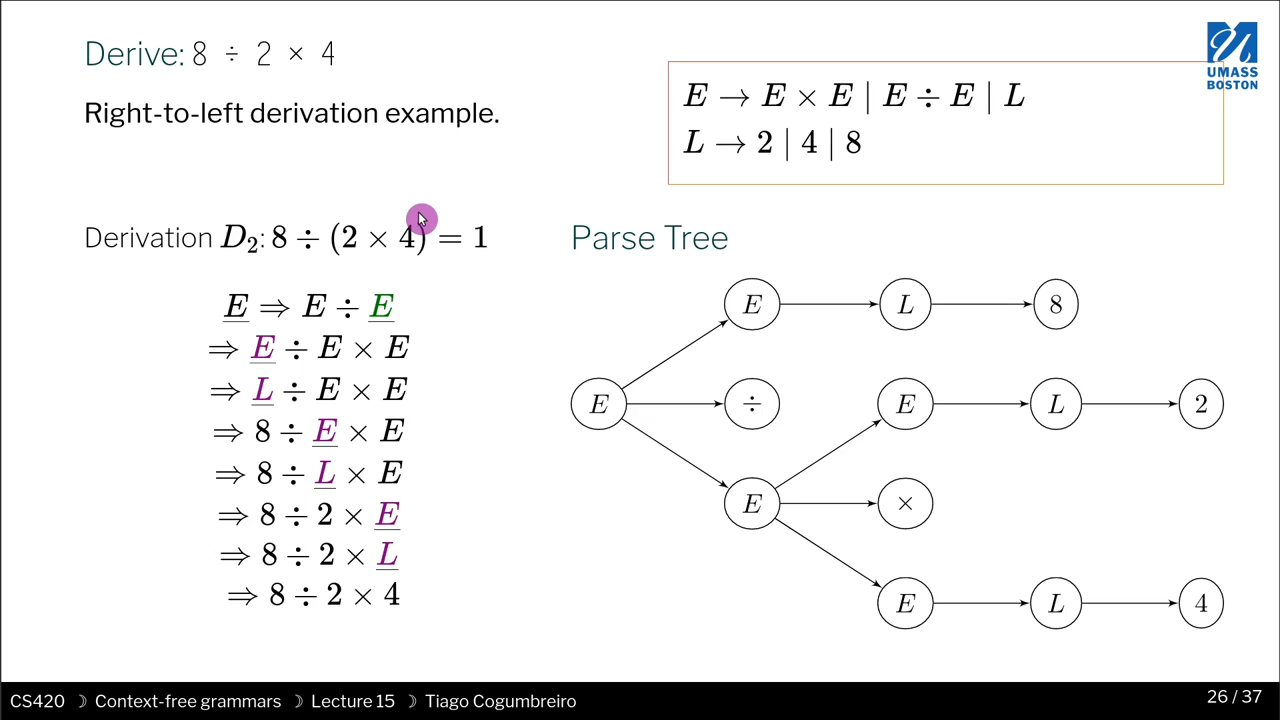 Derive: 8 ÷ 2 × 4
UMASS
BOSTON
Right-to-left derivation example.
E → E × E | E ÷ E | L
L → 2 | 4 | 8
Derivation D₂: 8 ÷ (2 × 4) = 1
E ⇒ E ÷ E
⇒ E ÷ E × E
⇒ L ÷ E × E
⇒ 8 ÷ E × E
⇒ 8 ÷ L × E
⇒ 8 ÷ 2 × E
⇒ 8 ÷ 2 × L
⇒ 8 ÷ 2 × 4
Parse Tree
E L 8
E ÷ E L 2
E ×
E L 4
CS420 ☽ Context-free grammars ☽ Lecture 15 ☽ Tiago Cogumbreiro
26 / 37